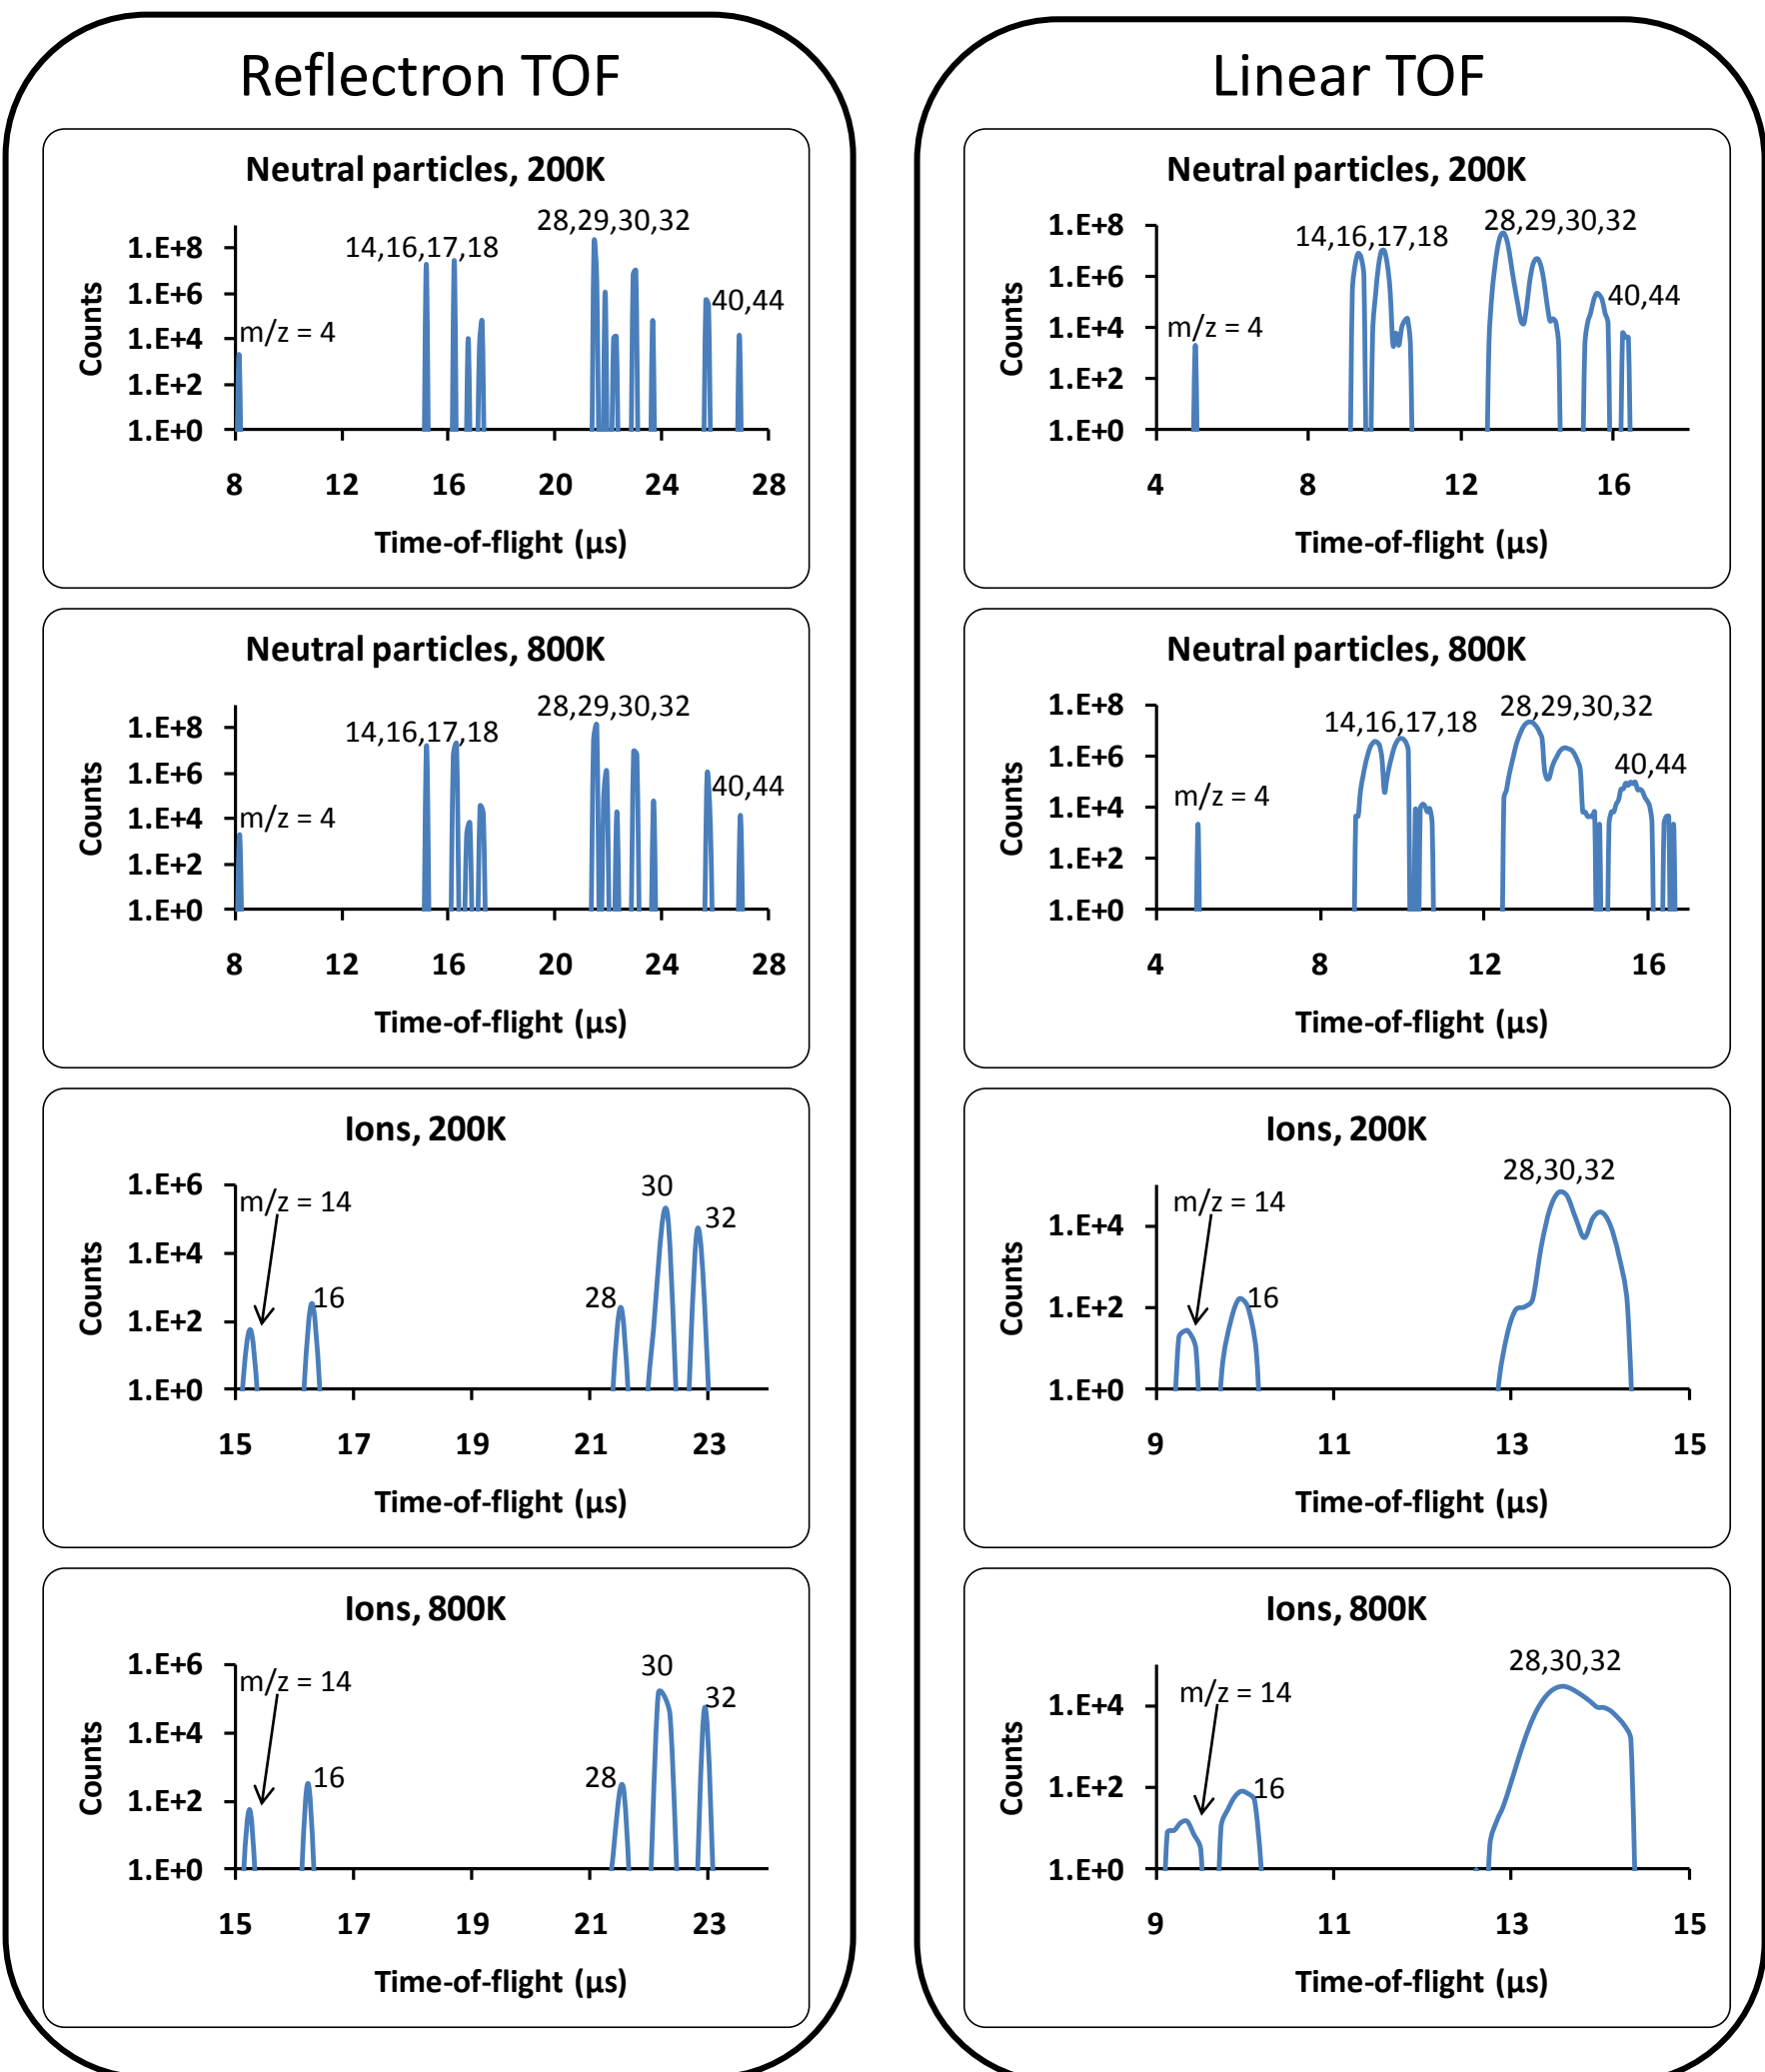 Reflectron TOF
Neutral particles, 200K
28,29,30,32
14,16,17,18
40,44
m/z = 4
1.E+8
1.E+6
1.E+4
1.E+2
1.E+0
Counts
8 12 16 20 24 28
Time-of-flight (µs)
Neutral particles, 800K
28,29,30,32
14,16,17,18
40,44
m/z = 4
1.E+8
1.E+6
1.E+4
1.E+2
1.E+0
Counts
8 12 16 20 24 28
Time-of-flight (µs)
Ions, 200K
30
m/z = 14
32
16
28
1.E+6
1.E+4
1.E+2
1.E+0
Counts
15 17 19 21 23
Time-of-flight (µs)
Ions, 800K
30
m/z = 14
32
16
28
1.E+6
1.E+4
1.E+2
1.E+0
Counts
15 17 19 21 23
Time-of-flight (µs)
Linear TOF
Neutral particles, 200K
28,29,30,32
14,16,17,18
40,44
m/z = 4
1.E+8
1.E+6
1.E+4
1.E+2
1.E+0
Counts
4 8 12 16
Time-of-flight (µs)
Neutral particles, 800K
28,29,30,32
14,16,17,18
40,44
m/z = 4
1.E+8
1.E+6
1.E+4
1.E+2
1.E+0
Counts
4 8 12 16
Time-of-flight (µs)
Ions, 200K
28,30,32
m/z = 14
16
1.E+4
1.E+2
1.E+0
Counts
9 11 13 15
Time-of-flight (µs)
Ions, 800K
28,30,32
m/z = 14
16
1.E+4
1.E+2
1.E+0
Counts
9 11 13 15
Time-of-flight (µs)